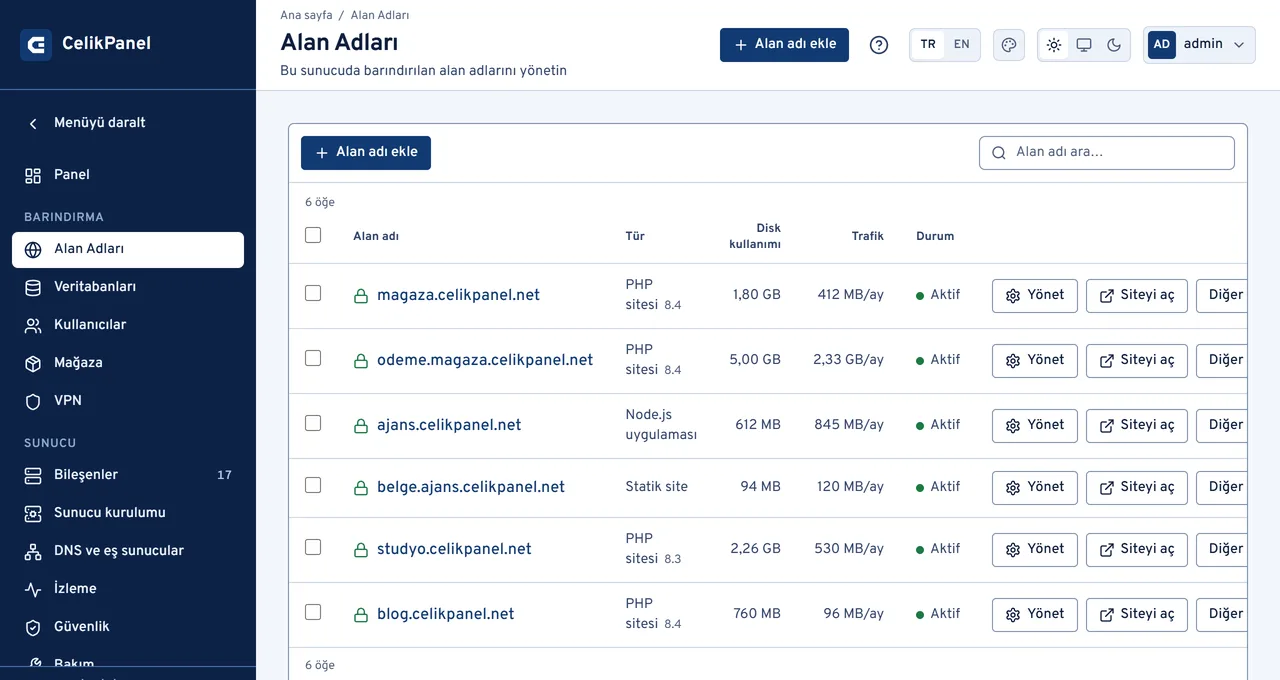 CelikPanel
Menüyü daralt
Panel
BARINDIRMA
Alan Adları
Veritabanları
Kullanıcılar
Mağaza
VPN
SUNUCU
Bileşenler 17
Sunucu kurulumu
DNS ve eş sunucular
İzleme
Güvenlik
Bakım
Ana sayfa / Alan Adları
Alan Adları
Bu sunucuda barındırılan alan adlarını yönetin
+ Alan adı ekle
? TR EN AD admin
+ Alan adı ekle
Alan adı ara...
6 öğe
Alan adı Tür Disk kullanımı Trafik Durum
magaza.celikpanel.net PHP sitesi 8.4 1,80 GB 412 MB/ay Aktif Yönet Siteyi aç Diğer
odeme.magaza.celikpanel.net PHP sitesi 8.4 5,00 GB 2,33 GB/ay Aktif Yönet Siteyi aç Diğer
ajans.celikpanel.net Node.js uygulaması 612 MB 845 MB/ay Aktif Yönet Siteyi aç Diğer
belge.ajans.celikpanel.net Statik site 94 MB 120 MB/ay Aktif Yönet Siteyi aç Diğer
studyo.celikpanel.net PHP sitesi 8.3 2,26 GB 530 MB/ay Aktif Yönet Siteyi aç Diğer
blog.celikpanel.net PHP sitesi 8.4 760 MB 96 MB/ay Aktif Yönet Siteyi aç Diğer
6 öğe